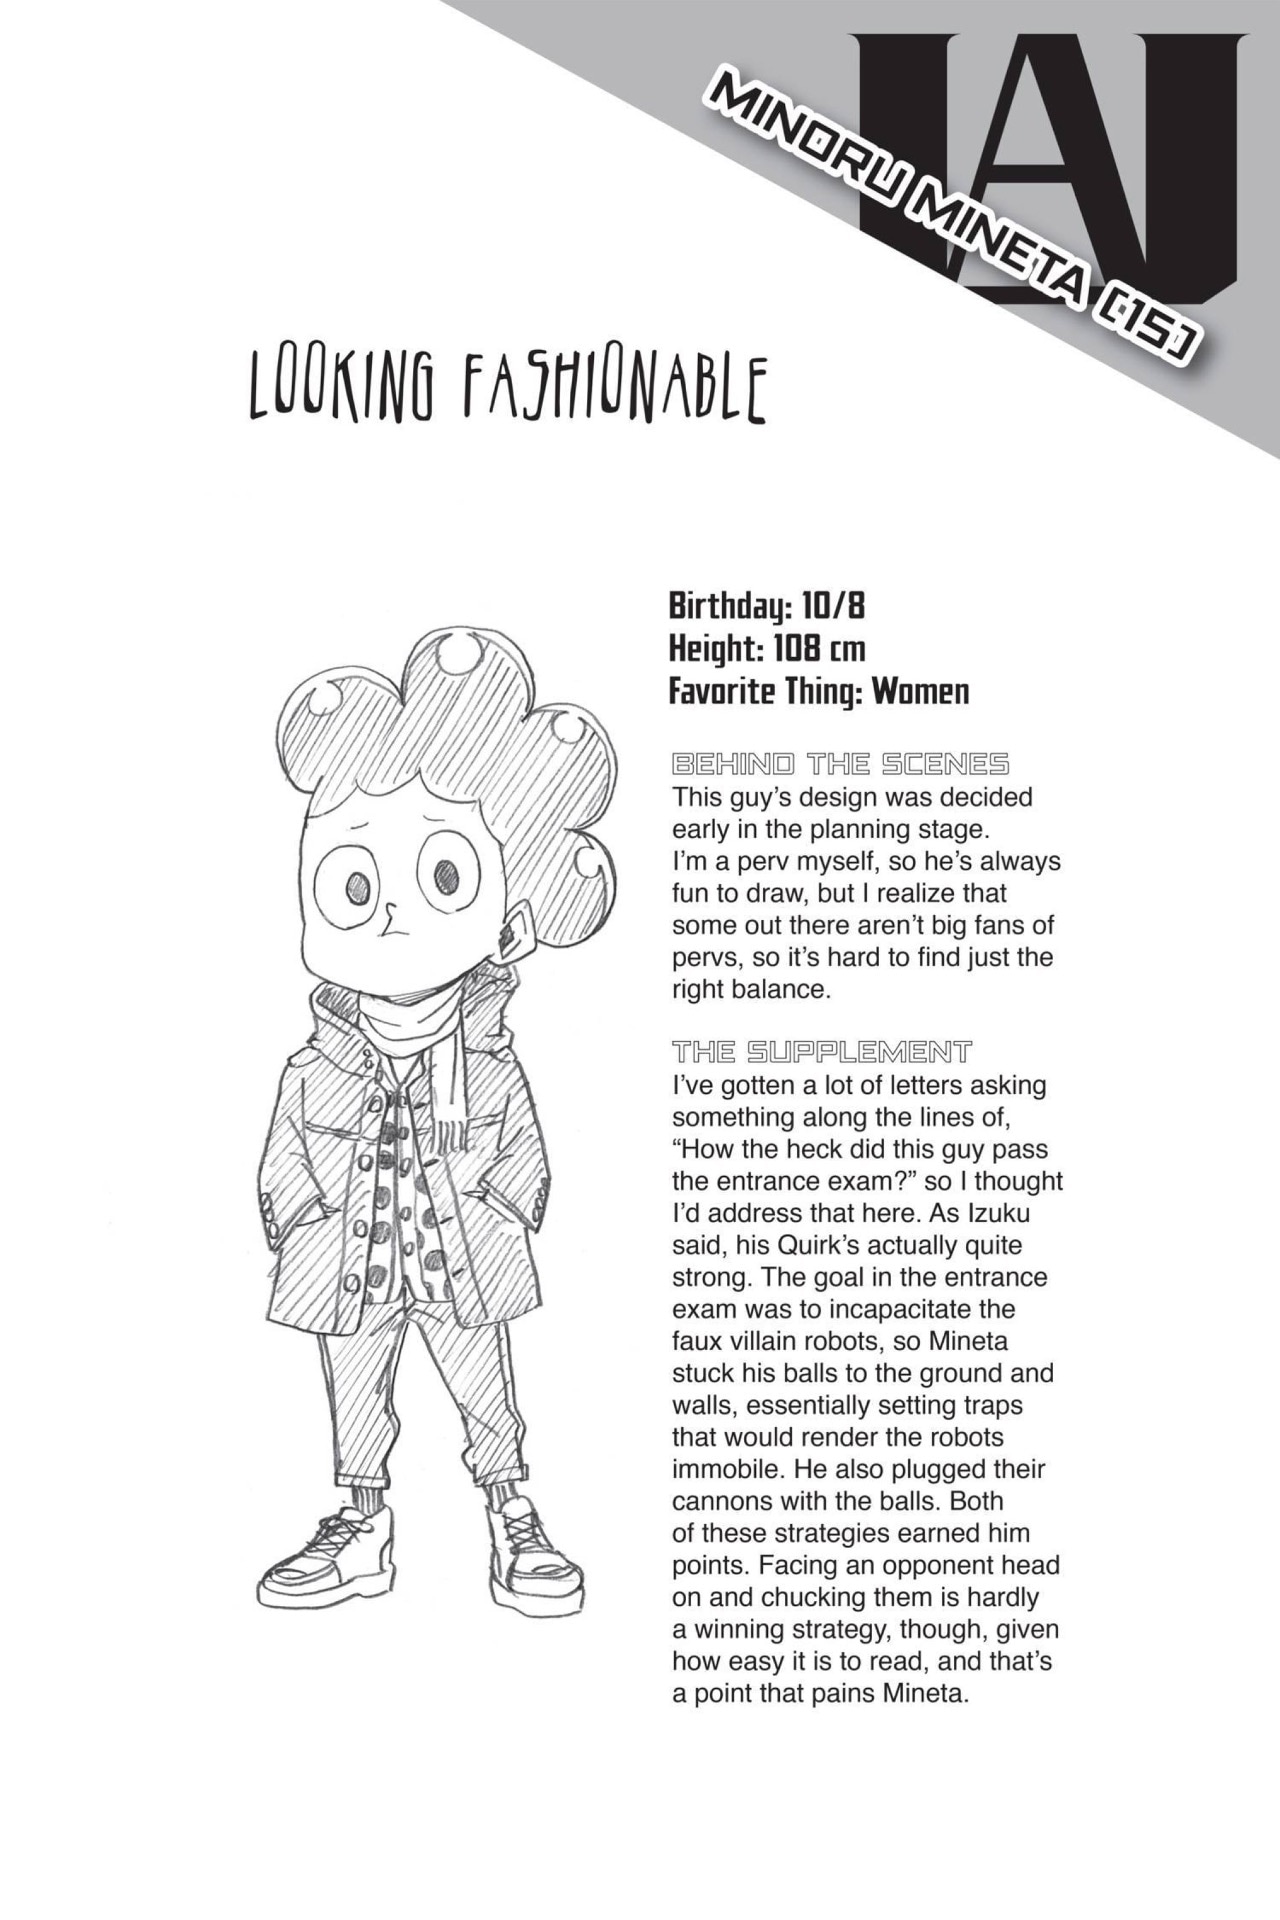 UA
MINORU MINETA (15)
LOOKING FASHIONABLE
Birthday: 10/8
Height: 108 cm
Favorite Thing: Women
BEHIND THE SCENES
This guy’s design was decided
early in the planning stage.
I’m a perv myself, so he’s always
fun to draw, but I realize that
some out there aren’t big fans of
pervs, so it’s hard to find just the
right balance.
THE SUPPLEMENT
I’ve gotten a lot of letters asking
something along the lines of,
“How the heck did this guy pass
the entrance exam?” so I thought
I’d address that here. As Izuku
said, his Quirk’s actually quite
strong. The goal in the entrance
exam was to incapacitate the
faux villain robots, so Mineta
stuck his balls to the ground and
walls, essentially setting traps
that would render the robots
immobile. He also plugged their
cannons with the balls. Both
of these strategies earned him
points. Facing an opponent head
on and chucking them is hardly
a winning strategy, though, given
how easy it is to read, and that’s
a point that pains Mineta.